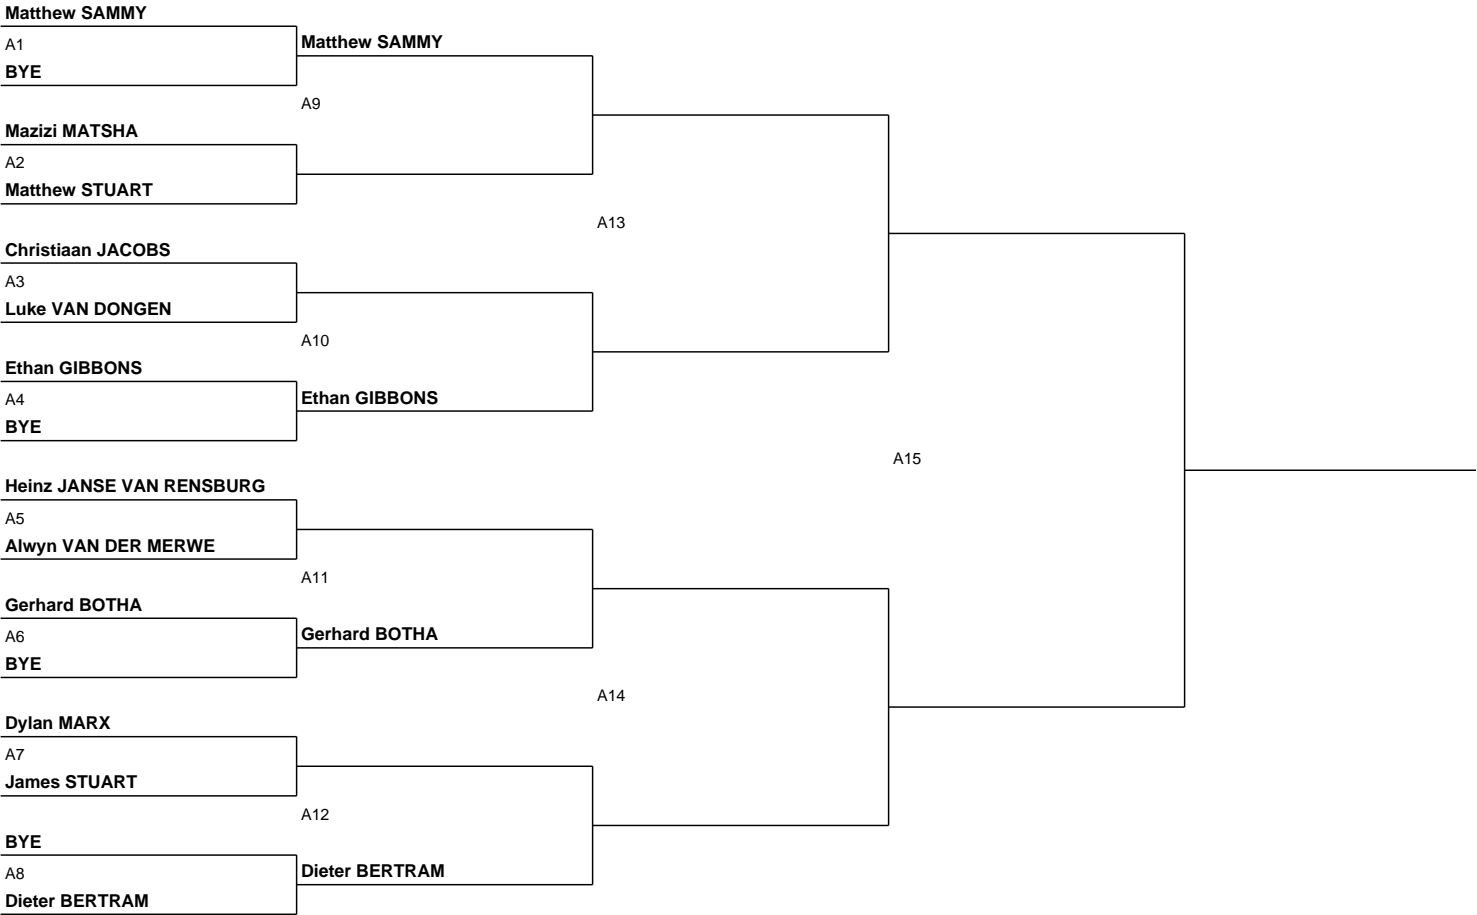 Matthew SAMMY
A1
BYE
Matthew SAMMY
A9
Mazizi MATSHA
A2
Matthew STUART
A13
Christiaan JACOBS
A3
Luke VAN DONGEN
A10
Ethan GIBBONS
A4
BYE
Ethan GIBBONS
A15
Heinz JANSE VAN RENSBURG
A5
Alwyn VAN DER MERWE
A11
Gerhard BOTHA
A6
BYE
Gerhard BOTHA
A14
Dylan MARX
A7
James STUART
A12
BYE
A8
Dieter BERTRAM
Dieter BERTRAM